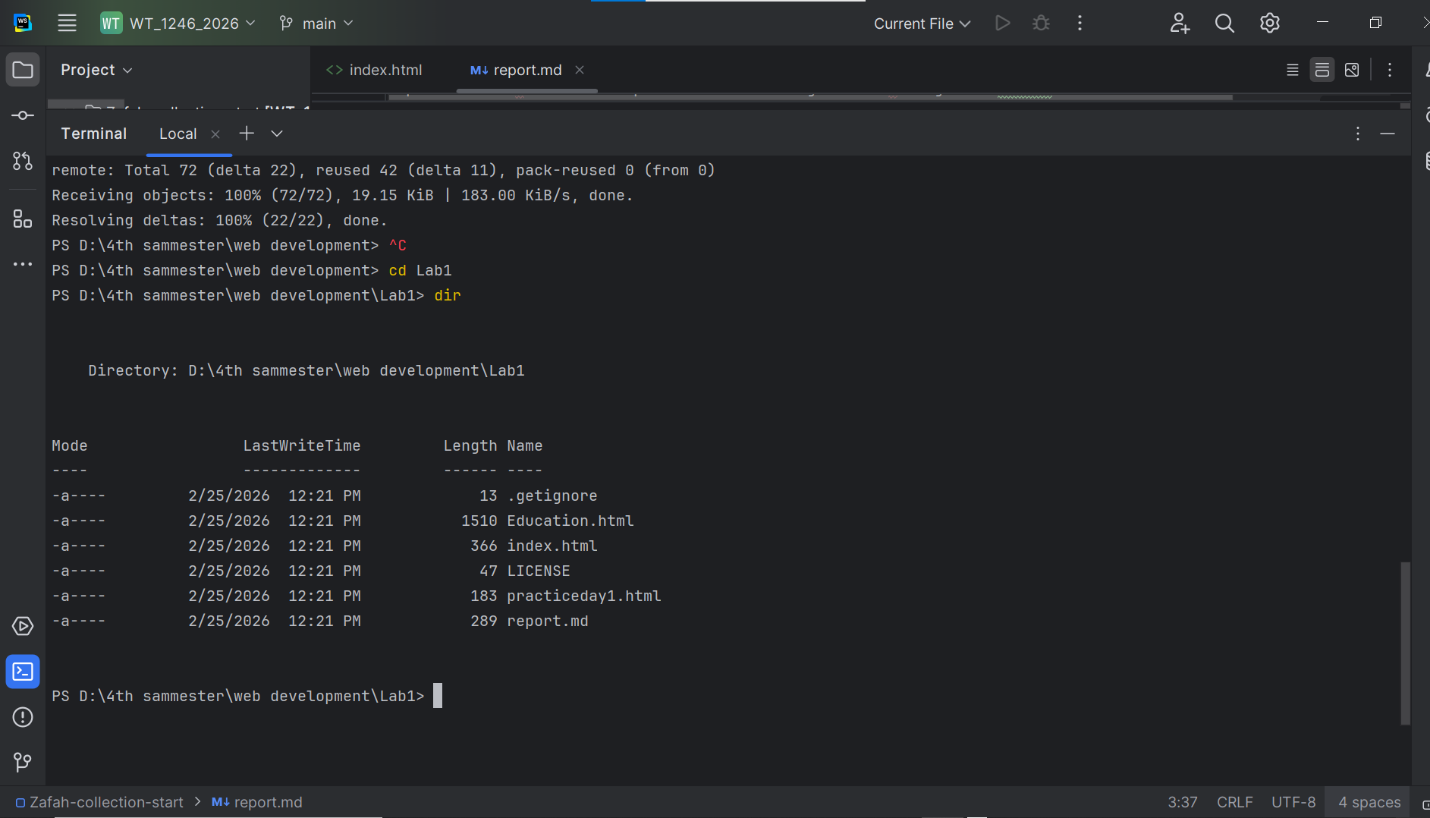 WS
WT WT_1246_2026 main Current File
Project <> index.html M↓ report.md
Terminal Local
remote: Total 72 (delta 22), reused 42 (delta 11), pack-reused 0 (from 0)
Receiving objects: 100% (72/72), 19.15 KiB | 183.00 KiB/s, done.
Resolving deltas: 100% (22/22), done.
PS D:\4th sammester\web development> ^C
PS D:\4th sammester\web development> cd Lab1
PS D:\4th sammester\web development\Lab1> dir
Directory: D:\4th sammester\web development\Lab1
Mode LastWriteTime Length Name
---- ------------- ------ ----
-a---- 2/25/2026 12:21 PM 13 .getignore
-a---- 2/25/2026 12:21 PM 1510 Education.html
-a---- 2/25/2026 12:21 PM 366 index.html
-a---- 2/25/2026 12:21 PM 47 LICENSE
-a---- 2/25/2026 12:21 PM 183 practiceday1.html
-a---- 2/25/2026 12:21 PM 289 report.md
PS D:\4th sammester\web development\Lab1>
Zafah-collection-start > M↓ report.md 3:37 CRLF UTF-8 4 spaces